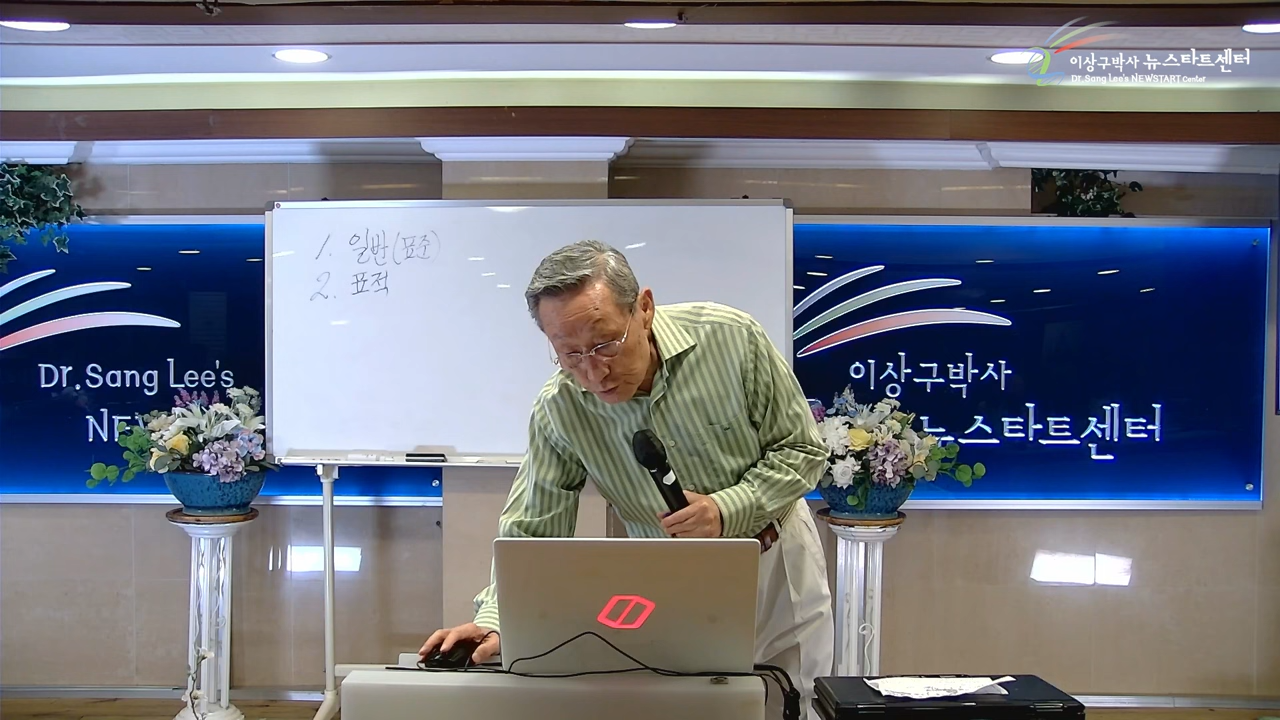 이상구박사 뉴스타트센터
Dr. Sang Lee's NEWSTART Center
1. 일반(표준)
2. 표적
Dr.Sang Lee's
이상구박사
뉴스타트센터